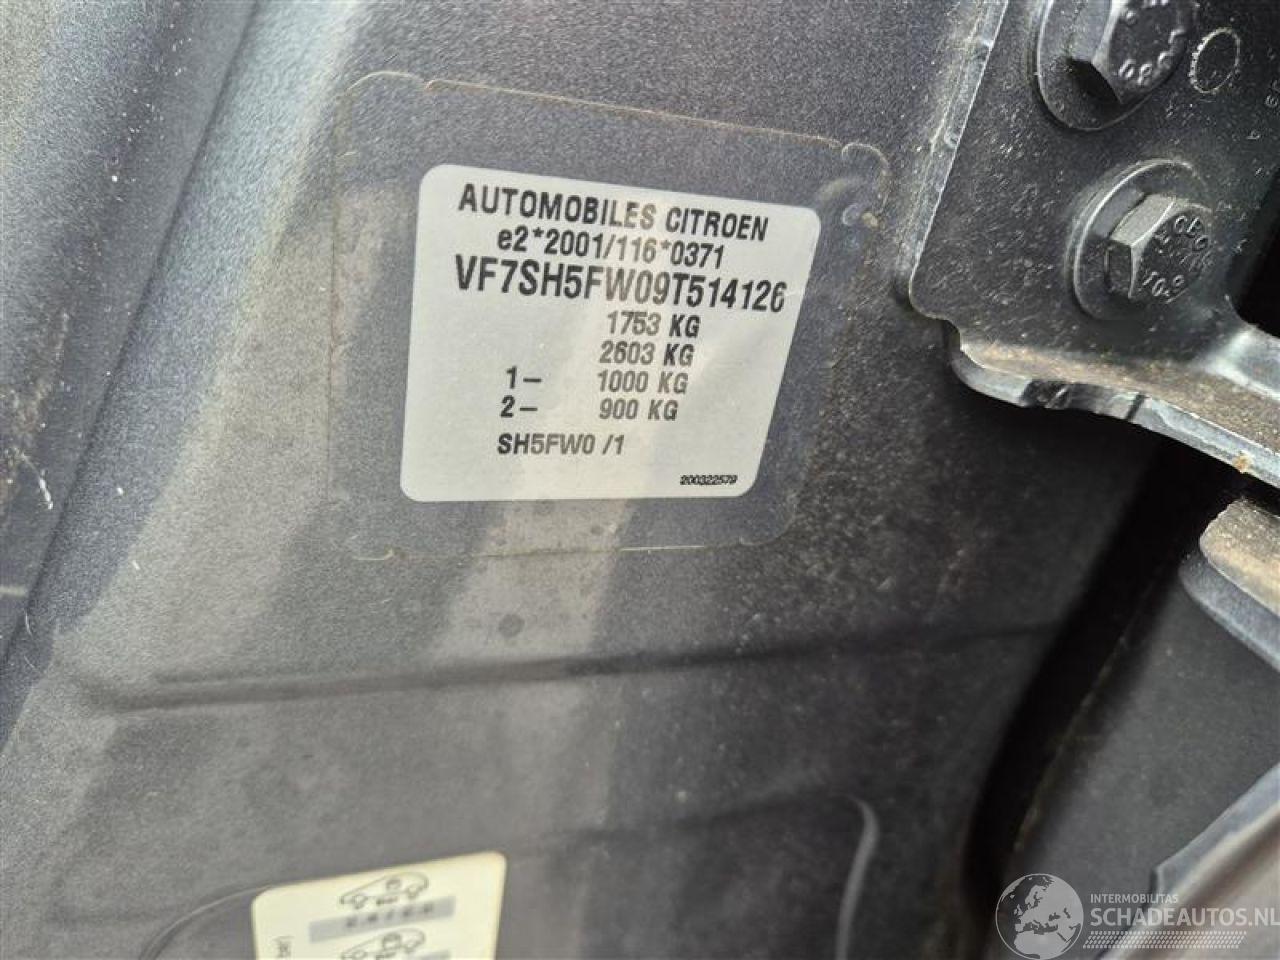 AUTOMOBILES CITROEN
e2*2001/116*0371
VF7SH5FW09T514126
1753 KG
2603 KG
1- 1000 KG
2- 900 KG
SH5FW0 /1
200322579
INTERMOBILITAS
SCHADEAUTOS.NL